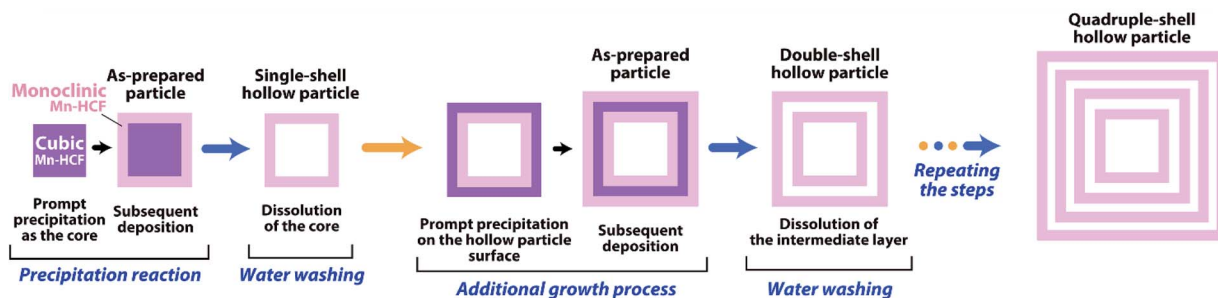 Monoclinic
Mn-HCF
Cubic
Mn-HCF
Prompt
precipitation
as the core
As-prepared
particle
Subsequent
deposition
Precipitation reaction
Single-shell
hollow particle
Dissolution
of the core
Water washing
Prompt precipitation
on the hollow particle
surface
As-prepared
particle
Subsequent
deposition
Additional growth process
Double-shell
hollow particle
Dissolution of
the intermediate layer
Water washing
Repeating
the steps
Quadruple-shell
hollow particle